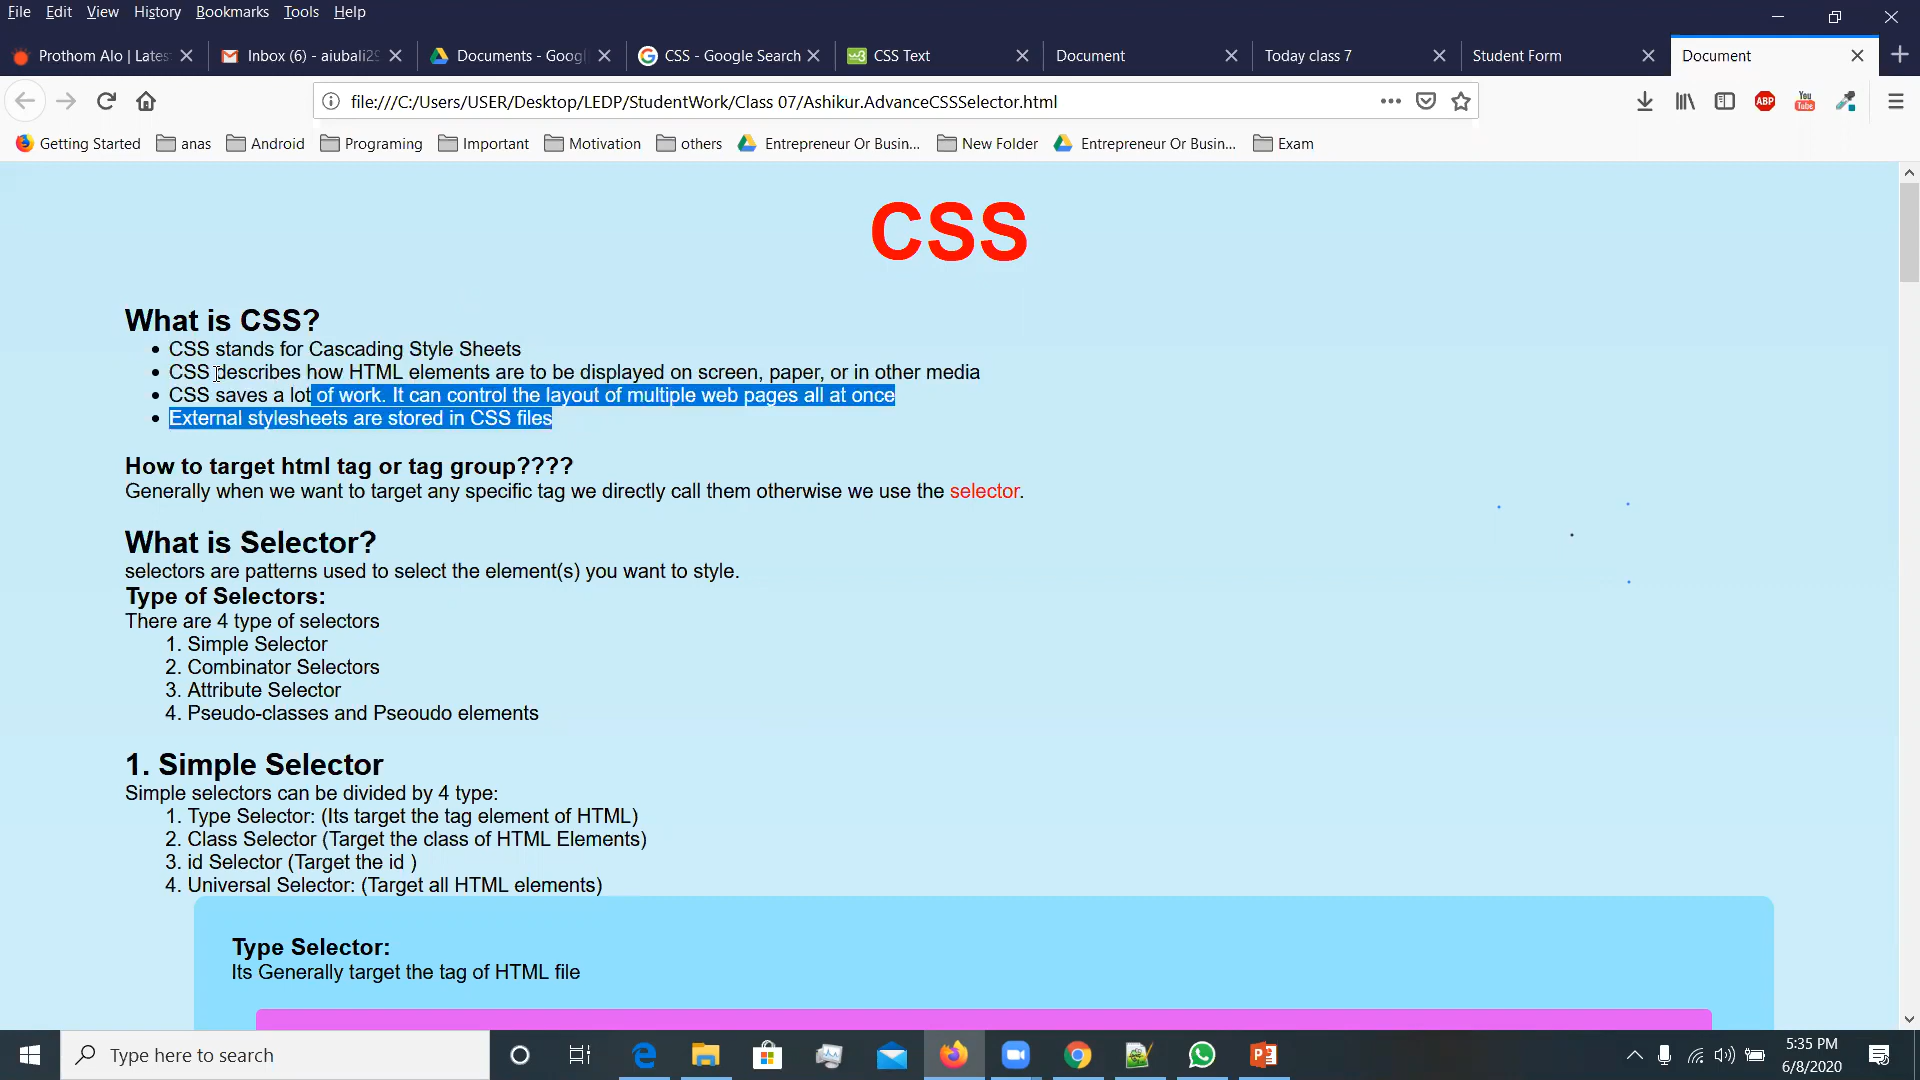 File Edit View History Bookmarks Tools Help
Prothom Alo | Lates
Inbox (6) - aiubali29
Documents - Googl
CSS - Google Search
CSS Text
Document
Today class 7
Student Form
Document
file:///C:/Users/USER/Desktop/LEDP/StudentWork/Class 07/Ashikur.AdvanceCSSSelector.html
ABP
You Tube
Getting Started anas Android Programing Important Motivation others Entrepreneur Or Busin... New Folder Entrepreneur Or Busin... Exam
CSS
What is CSS?
• CSS stands for Cascading Style Sheets
• CSS describes how HTML elements are to be displayed on screen, paper, or in other media
• CSS saves a lot of work. It can control the layout of multiple web pages all at once
• External stylesheets are stored in CSS files
How to target html tag or tag group????
Generally when we want to target any specific tag we directly call them otherwise we use the selector.
What is Selector?
selectors are patterns used to select the element(s) you want to style.
Type of Selectors:
There are 4 type of selectors
1. Simple Selector
2. Combinator Selectors
3. Attribute Selector
4. Pseudo-classes and Pseoudo elements
1. Simple Selector
Simple selectors can be divided by 4 type:
1. Type Selector: (Its target the tag element of HTML)
2. Class Selector (Target the class of HTML Elements)
3. id Selector (Target the id )
4. Universal Selector: (Target all HTML elements)
Type Selector:
Its Generally target the tag of HTML file
Type here to search
5:35 PM
6/8/2020